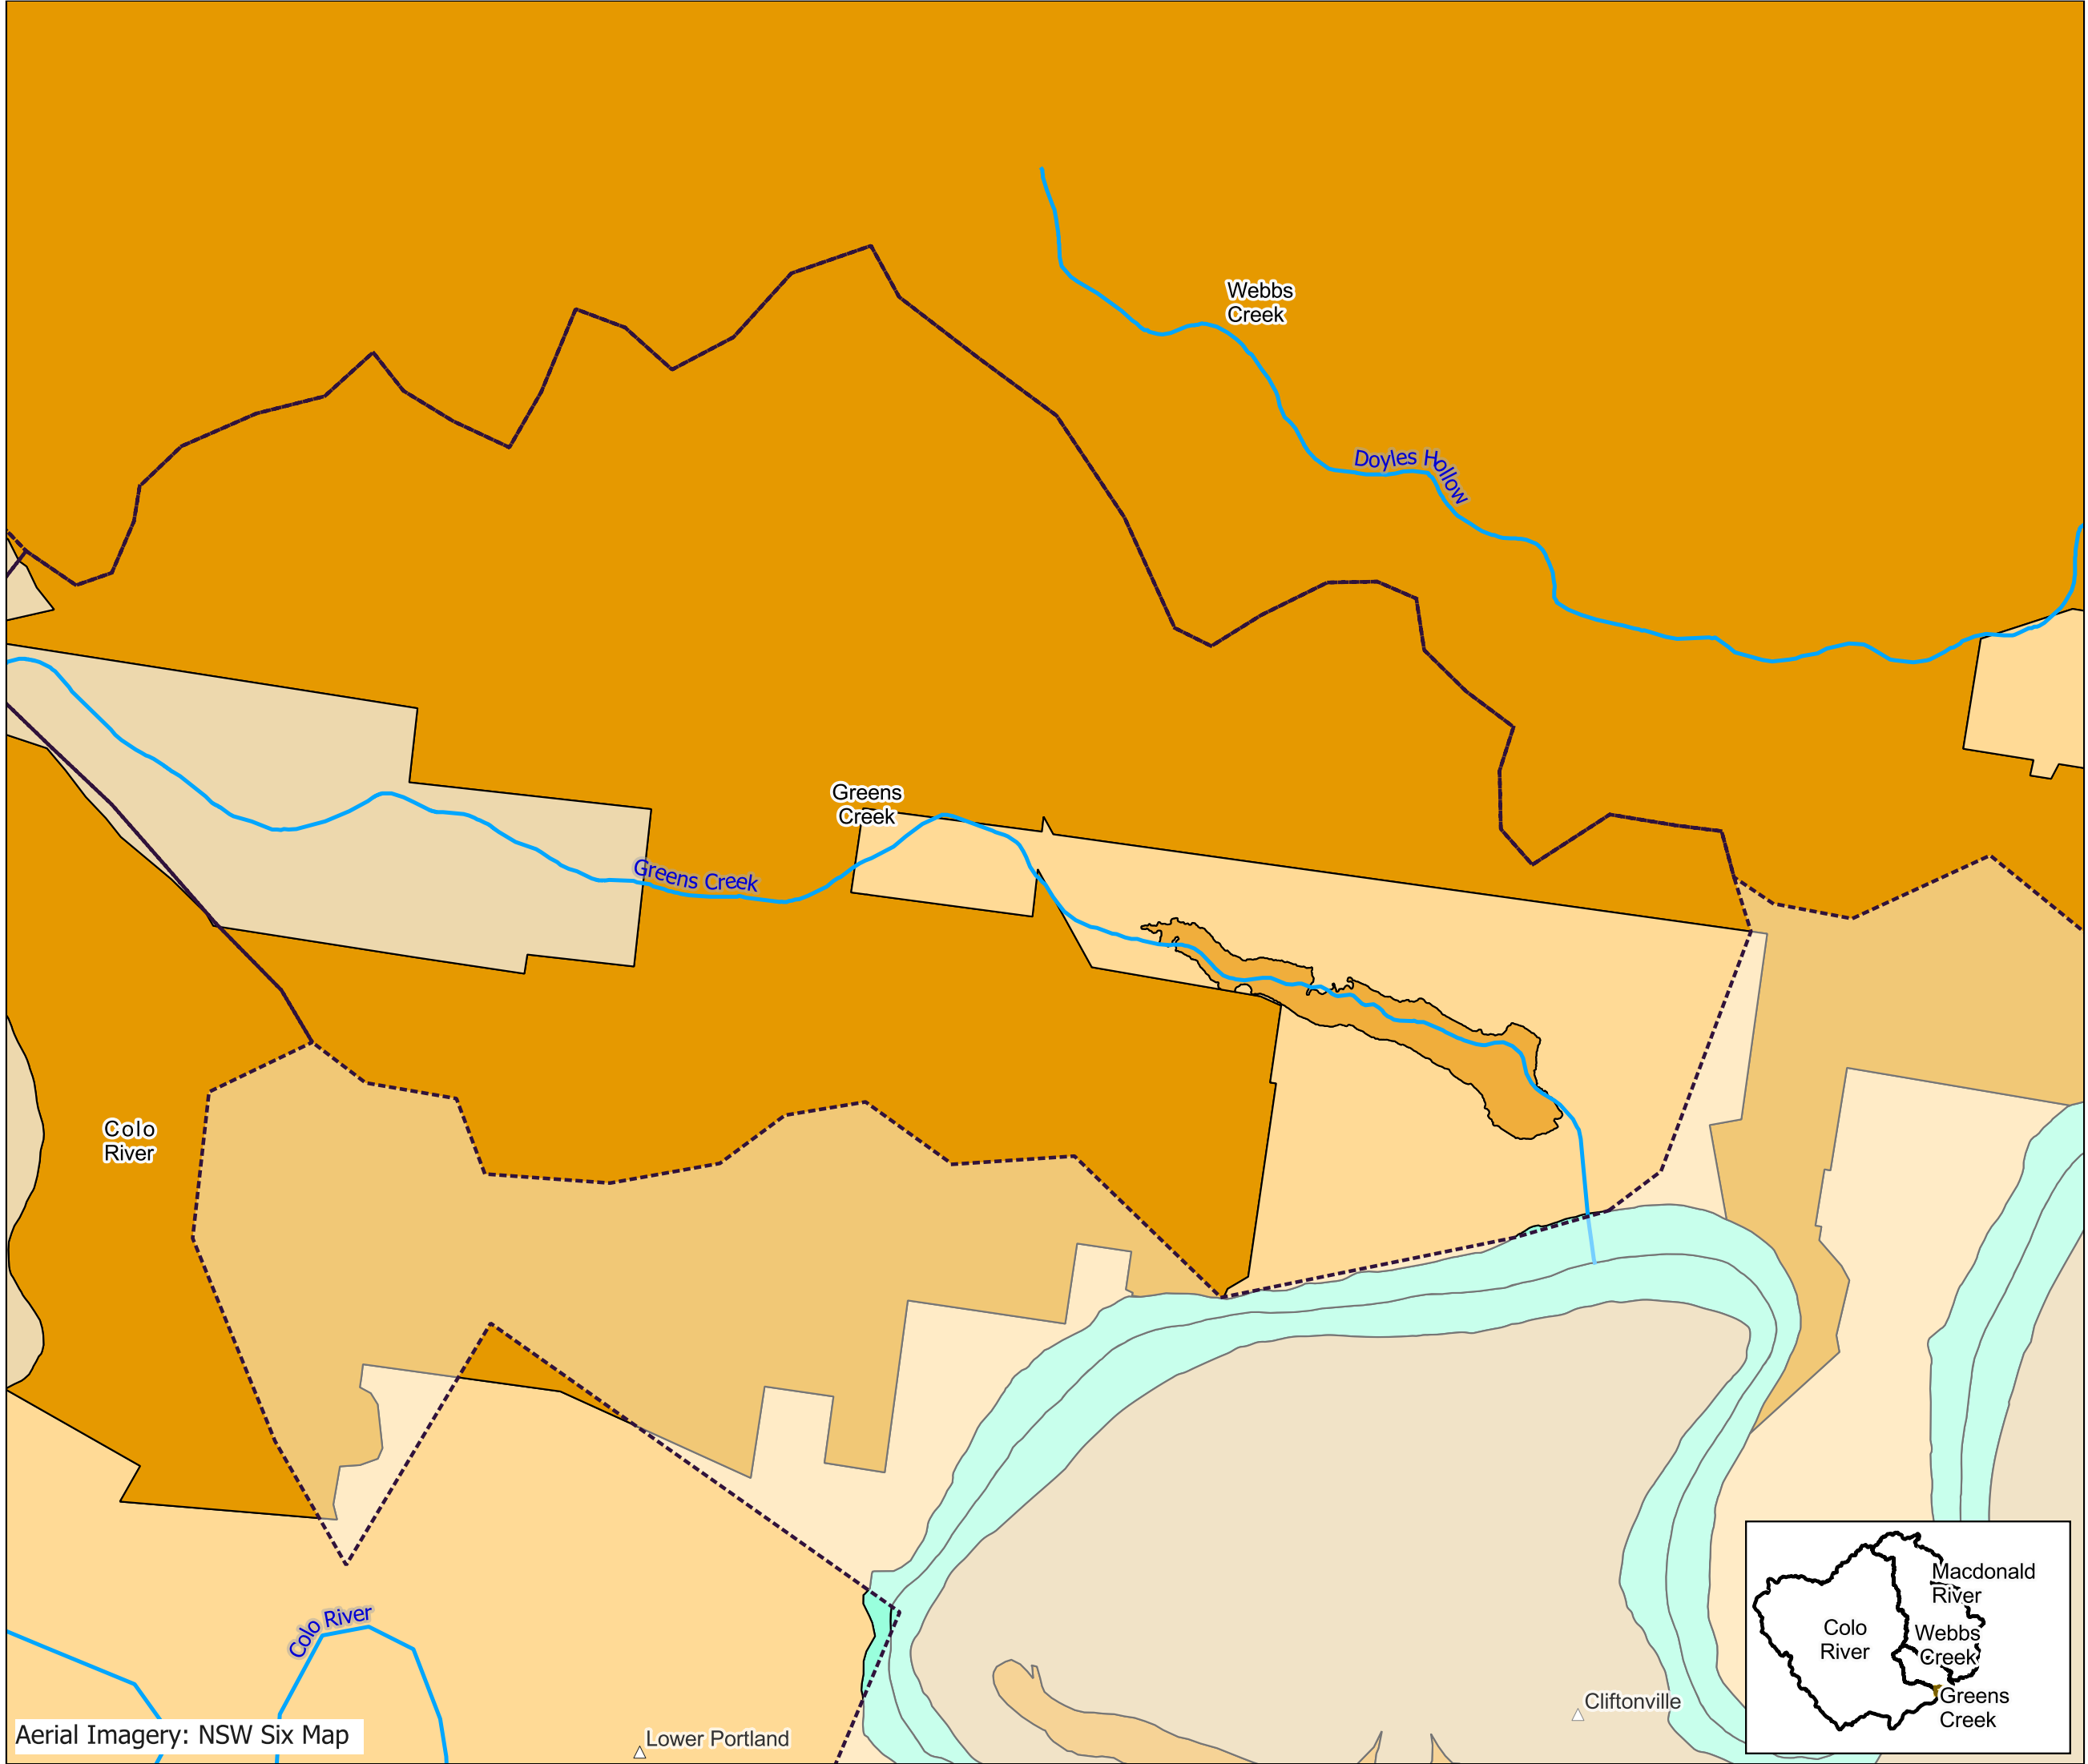 Webbs
Creek
Doyles Hollow
Greens
Creek
Greens Creek
Colo
River
Colo River
Aerial Imagery: NSW Six Map
Lower Portland
Cliftonville
Macdonald
River
Colo
River
Webbs
Creek
Greens
Creek